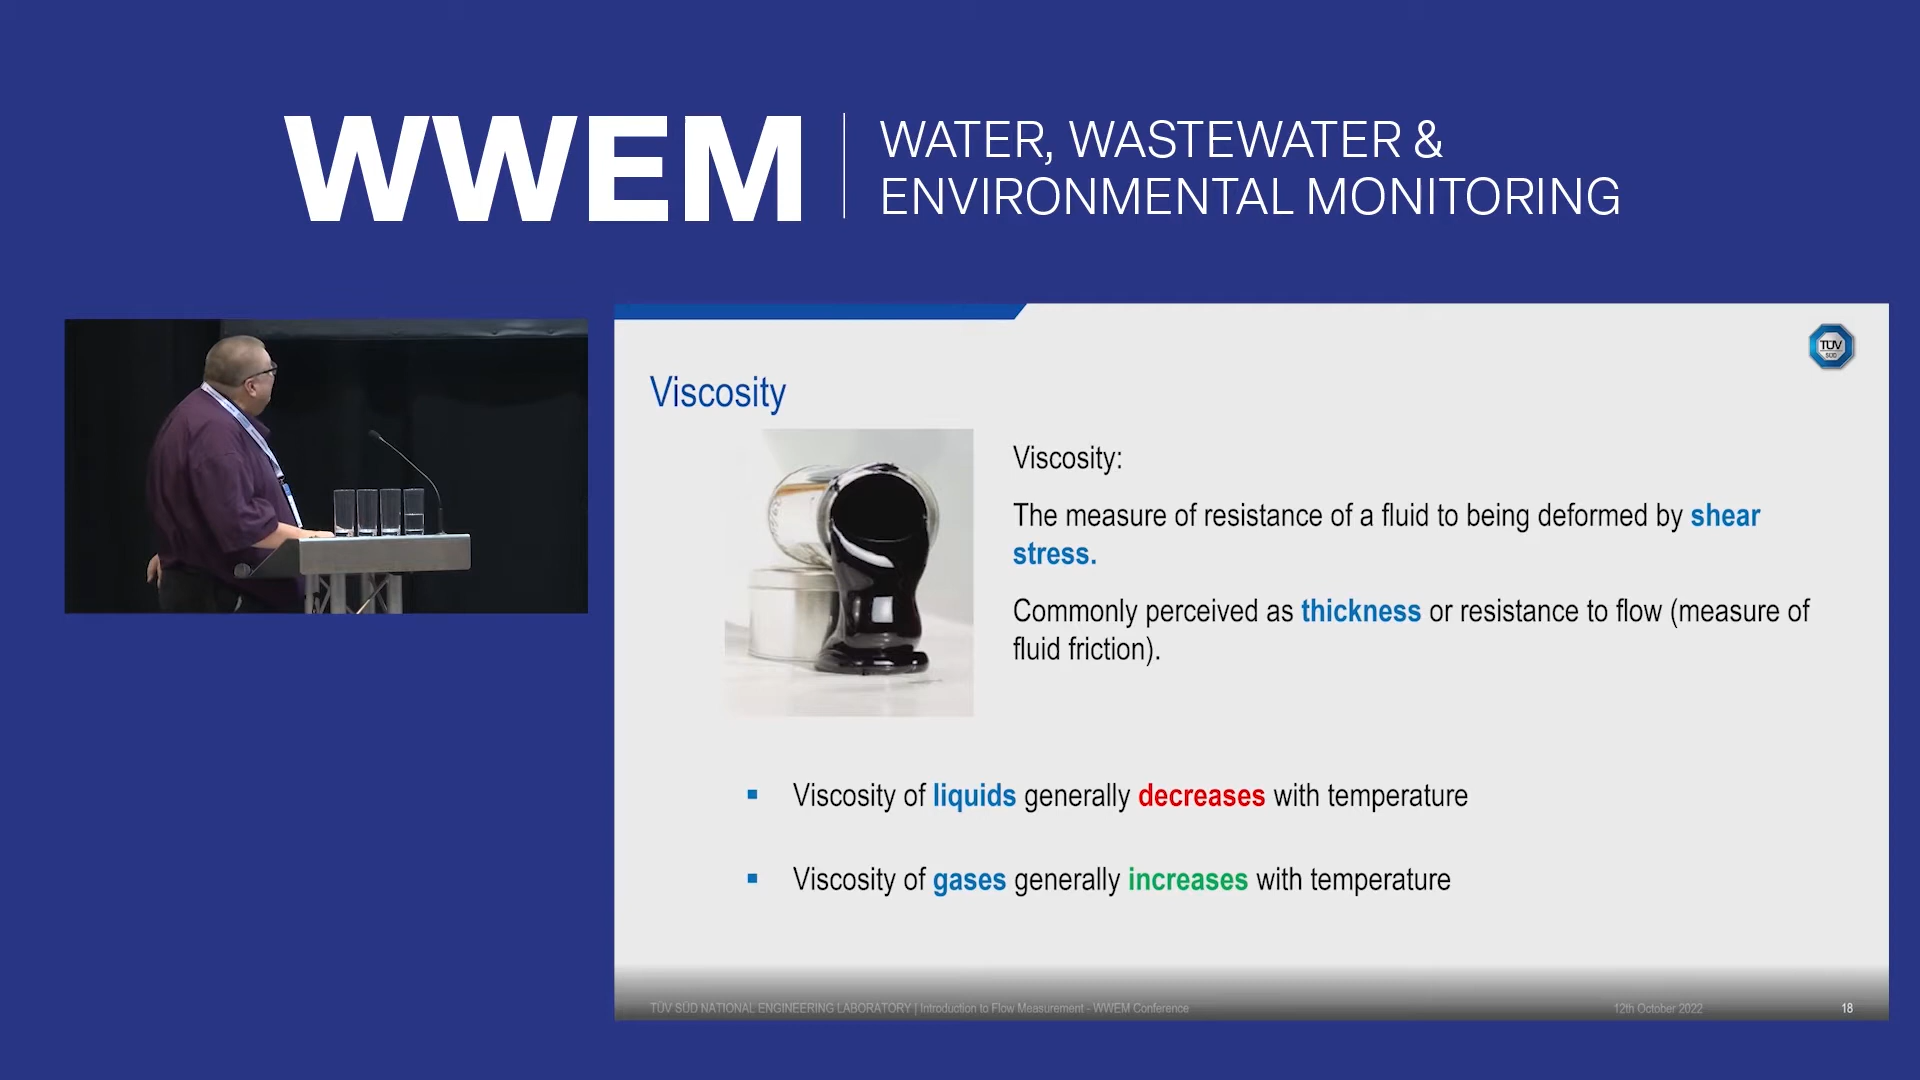 WWEM
WATER, WASTEWATER &
ENVIRONMENTAL MONITORING
TÜV
SÜD
Viscosity
Viscosity:
The measure of resistance of a fluid to being deformed by shear
stress.
Commonly perceived as thickness or resistance to flow (measure of
fluid friction).
▪ Viscosity of liquids generally decreases with temperature
▪ Viscosity of gases generally increases with temperature
TÜV SÜD NATIONAL ENGINEERING LABORATORY | Introduction to Flow Measurement - WWEM Conference
12th October 2022
18